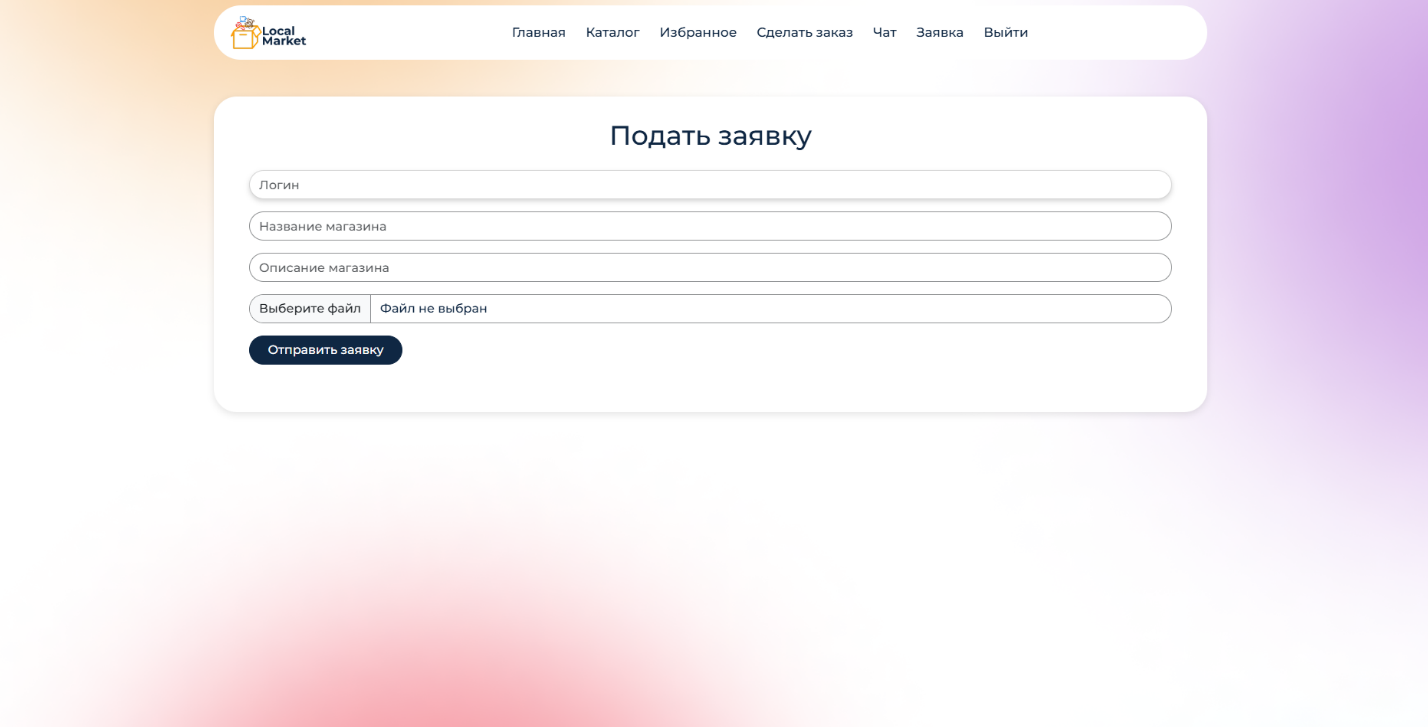 Local
Market
Главная Каталог Избранное Сделать заказ Чат Заявка Выйти
Подать заявку
Логин
Название магазина
Описание магазина
Выберите файл Файл не выбран
Отправить заявку